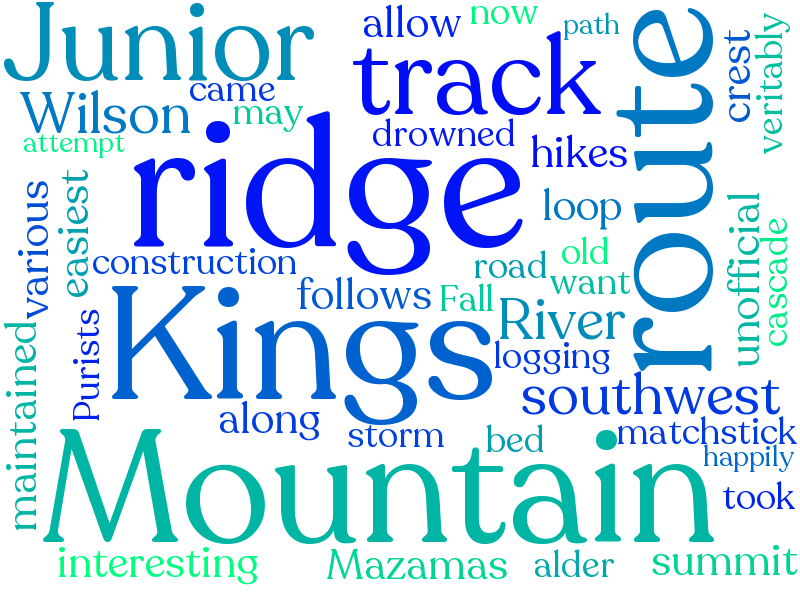 Junior
allow
now
path
route
crest
veritably
Wilson
came
may
track
attempt
drowned
hikes
ridge
various
easiest
loop
unofficial
cascade
construction
road
old
want
follows
Fall
River
Kings
logging
Purists
maintained
along
southwest
storm
bed
matchstick
happily
Mountain
took
interesting
Mazamas
alder
summit